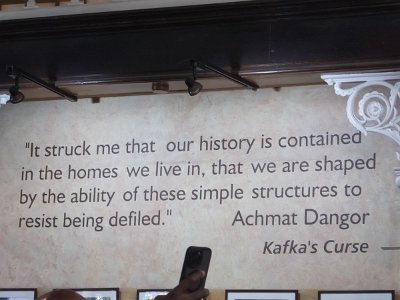 "It struck me that our history is contained
in the homes we live in, that we are shaped
by the ability of these simple structures to
resist being defiled." Achmat Dangor
Kafka's Curse